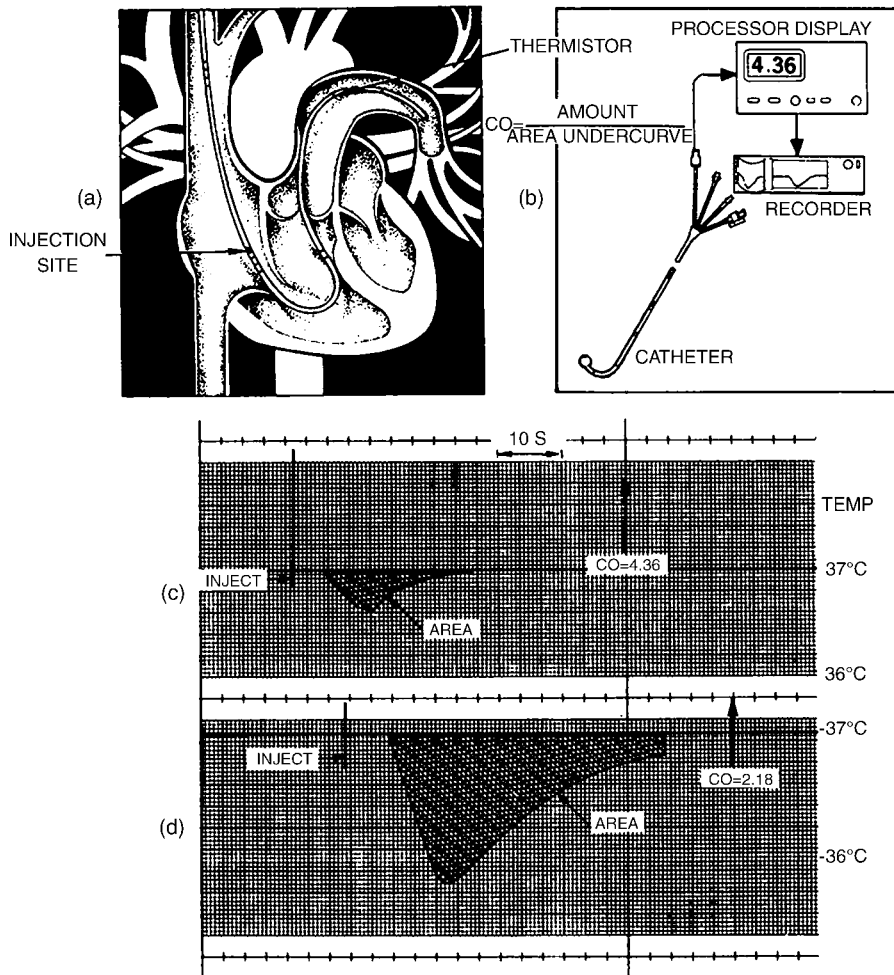 THERMISTOR
(a)
INJECTION
SITE
PROCESSOR DISPLAY
4.36
CO= AMOUNT
AREA UNDERCURVE
(b)
RECORDER
CATHETER
10 S
TEMP
INJECT
CO=4.36
37°C
(c)
AREA
36°C
-37°C
INJECT
CO=2.18
(d)
AREA
-36°C